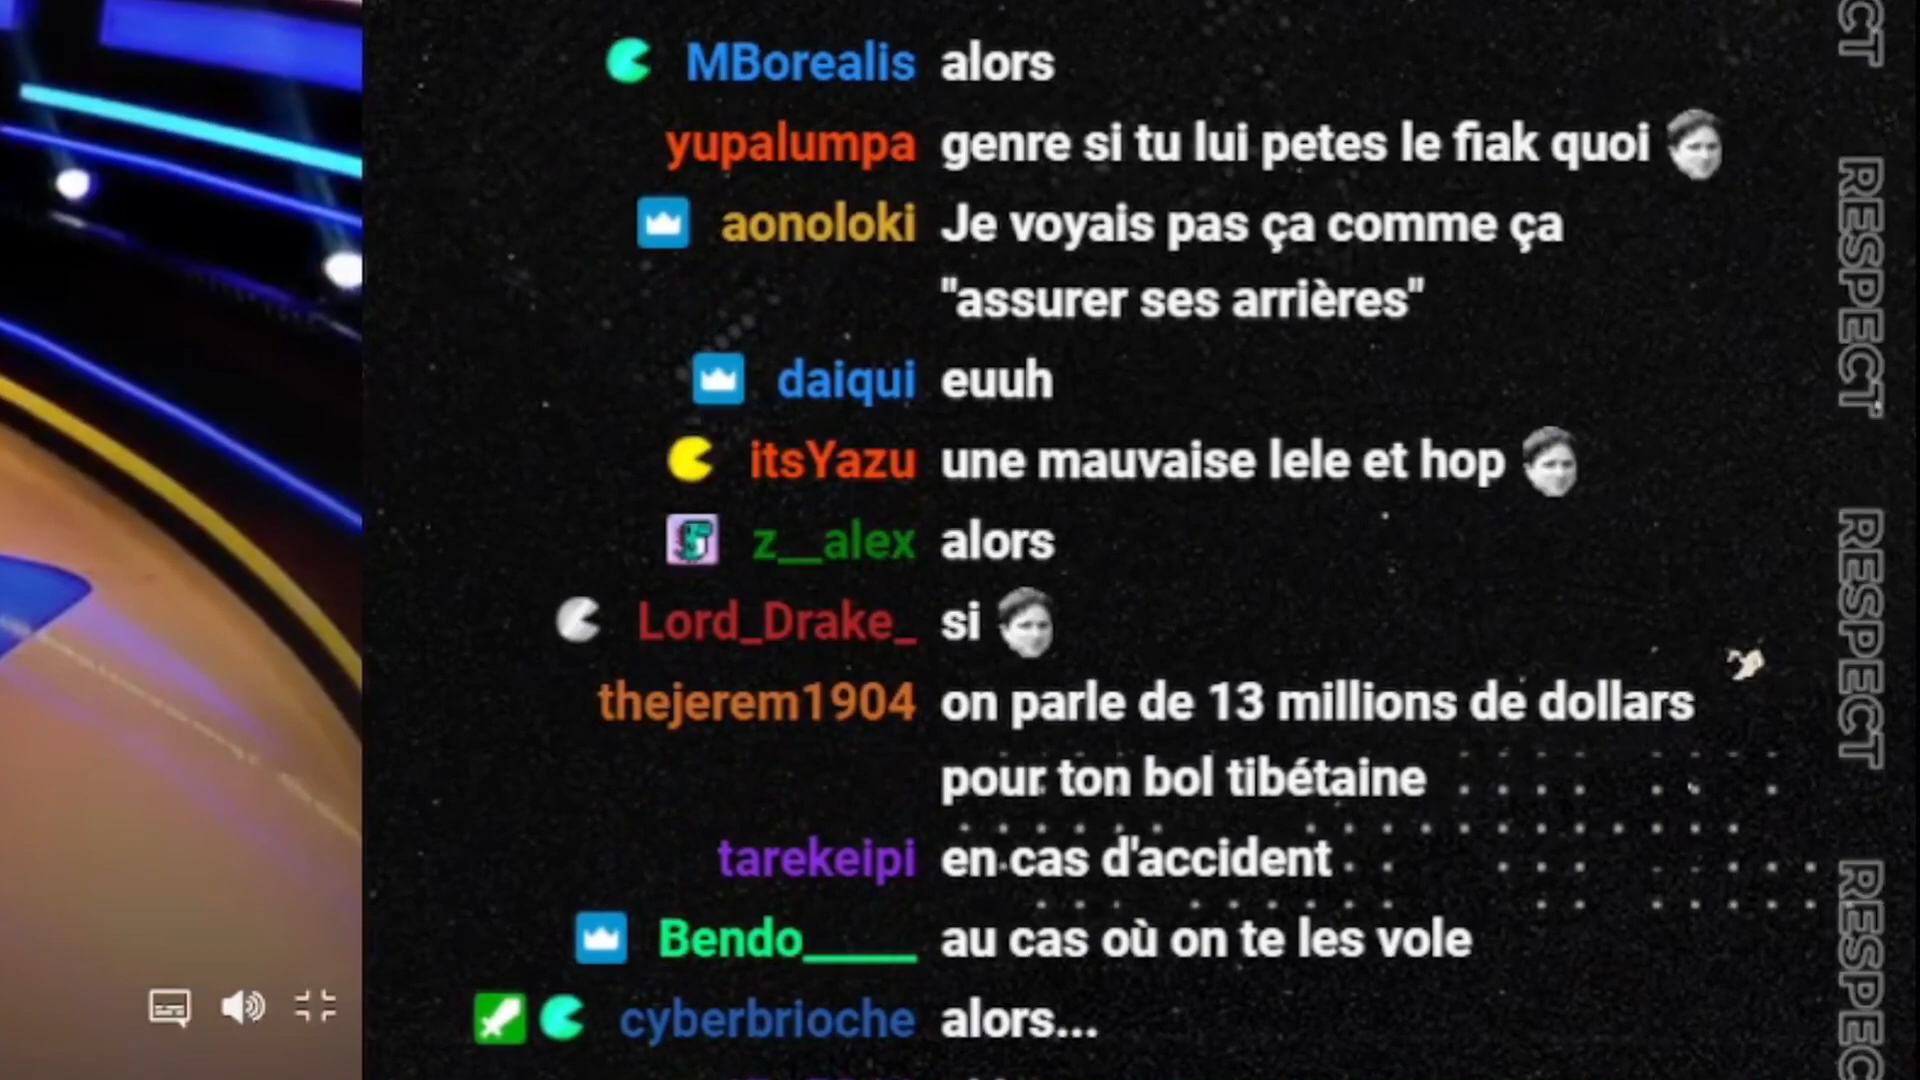 MBorealis alors
yupalumpa genre si tu lui petes le fiak quoi
aonoloki Je voyais pas ça comme ça
"assurer ses arrières"
daiqui euuh
itsYazu une mauvaise lele et hop
z__alex alors
Lord_Drake_ si
thejerem1904 on parle de 13 millions de dollars
pour ton bol tibétaine
tarekeipi en cas d'accident
Bendo_____ au cas où on te les vole
cyberbrioche alors...
CT
RESPECT
RESPECT
RESPEC